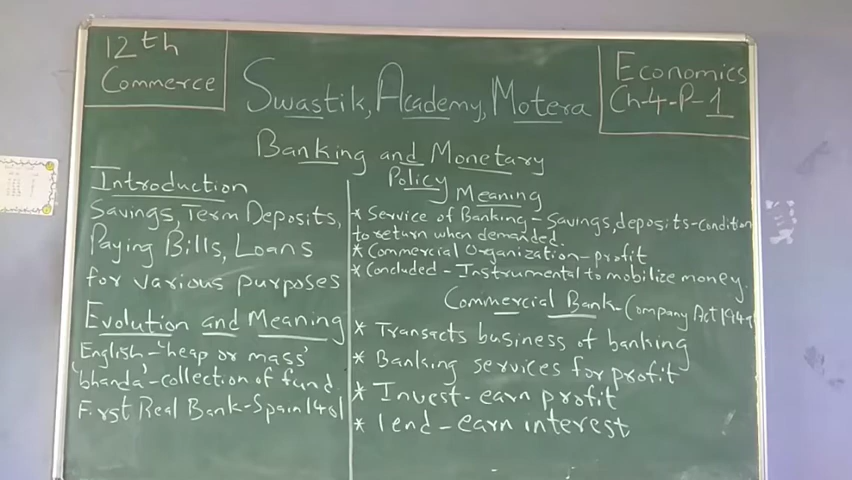 12th
Commerce
Swastik, Academy, Motera
Economics
Ch-4-P-1
Banking and Monetary
Policy
Introduction
Savings, Term Deposits,
Paying Bills, Loans
for various purposes
Evolution and Meaning
English-'heap or mass'
'bhanda'-collection of fund.
First Real Bank-Spain 1401
Meaning
* Service of Banking-Savings,deposits-condition
to return when demanded.
* Commercial Organization-profit
* Concluded-Instrumental to mobilize money.
Commercial Bank-Company Act 1949
* Transacts business of banking
* Banking services for profit
* Invest-earn profit
* lend-earn interest